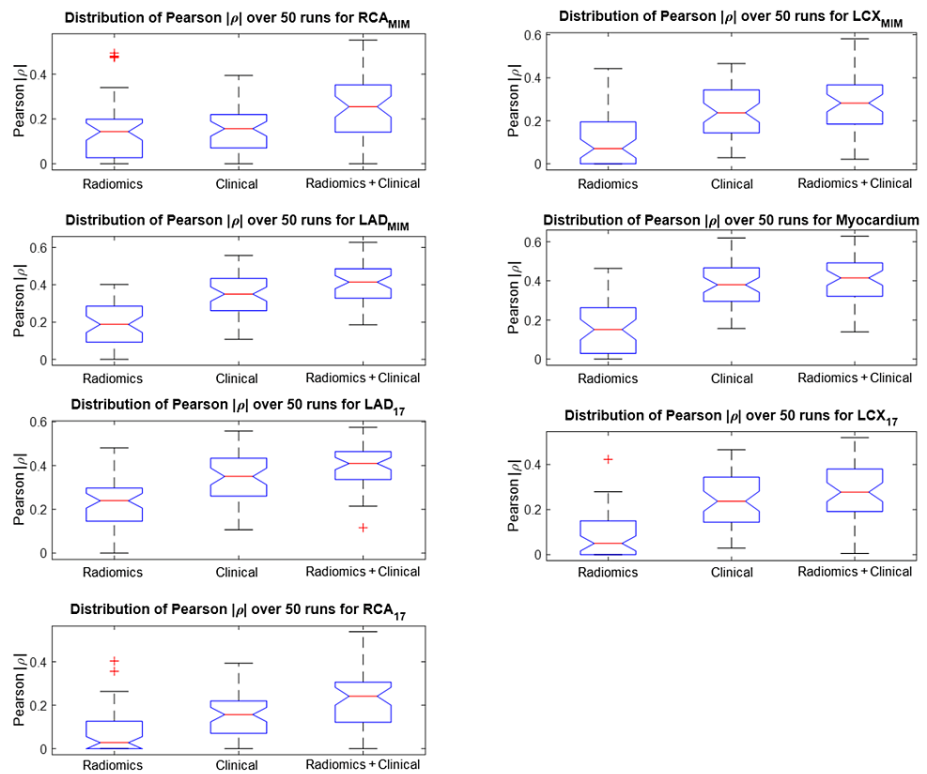 Distribution of Pearson |ρ| over 50 runs for RCA_MIM
Pearson |ρ|
0.4
0.2
0
Radiomics Clinical Radiomics + Clinical
Distribution of Pearson |ρ| over 50 runs for LCX_MIM
Pearson |ρ|
0.6
0.4
0.2
0
Radiomics Clinical Radiomics + Clinical
Distribution of Pearson |ρ| over 50 runs for LAD_MIM
Pearson |ρ|
0.6
0.4
0.2
0
Radiomics Clinical Radiomics + Clinical
Distribution of Pearson |ρ| over 50 runs for Myocardium
Pearson |ρ|
0.6
0.4
0.2
0
Radiomics Clinical Radiomics + Clinical
Distribution of Pearson |ρ| over 50 runs for LAD_17
Pearson |ρ|
0.6
0.4
0.2
0
Radiomics Clinical Radiomics + Clinical
Distribution of Pearson |ρ| over 50 runs for LCX_17
Pearson |ρ|
0.4
0.2
0
Radiomics Clinical Radiomics + Clinical
Distribution of Pearson |ρ| over 50 runs for RCA_17
Pearson |ρ|
0.4
0.2
0
Radiomics Clinical Radiomics + Clinical